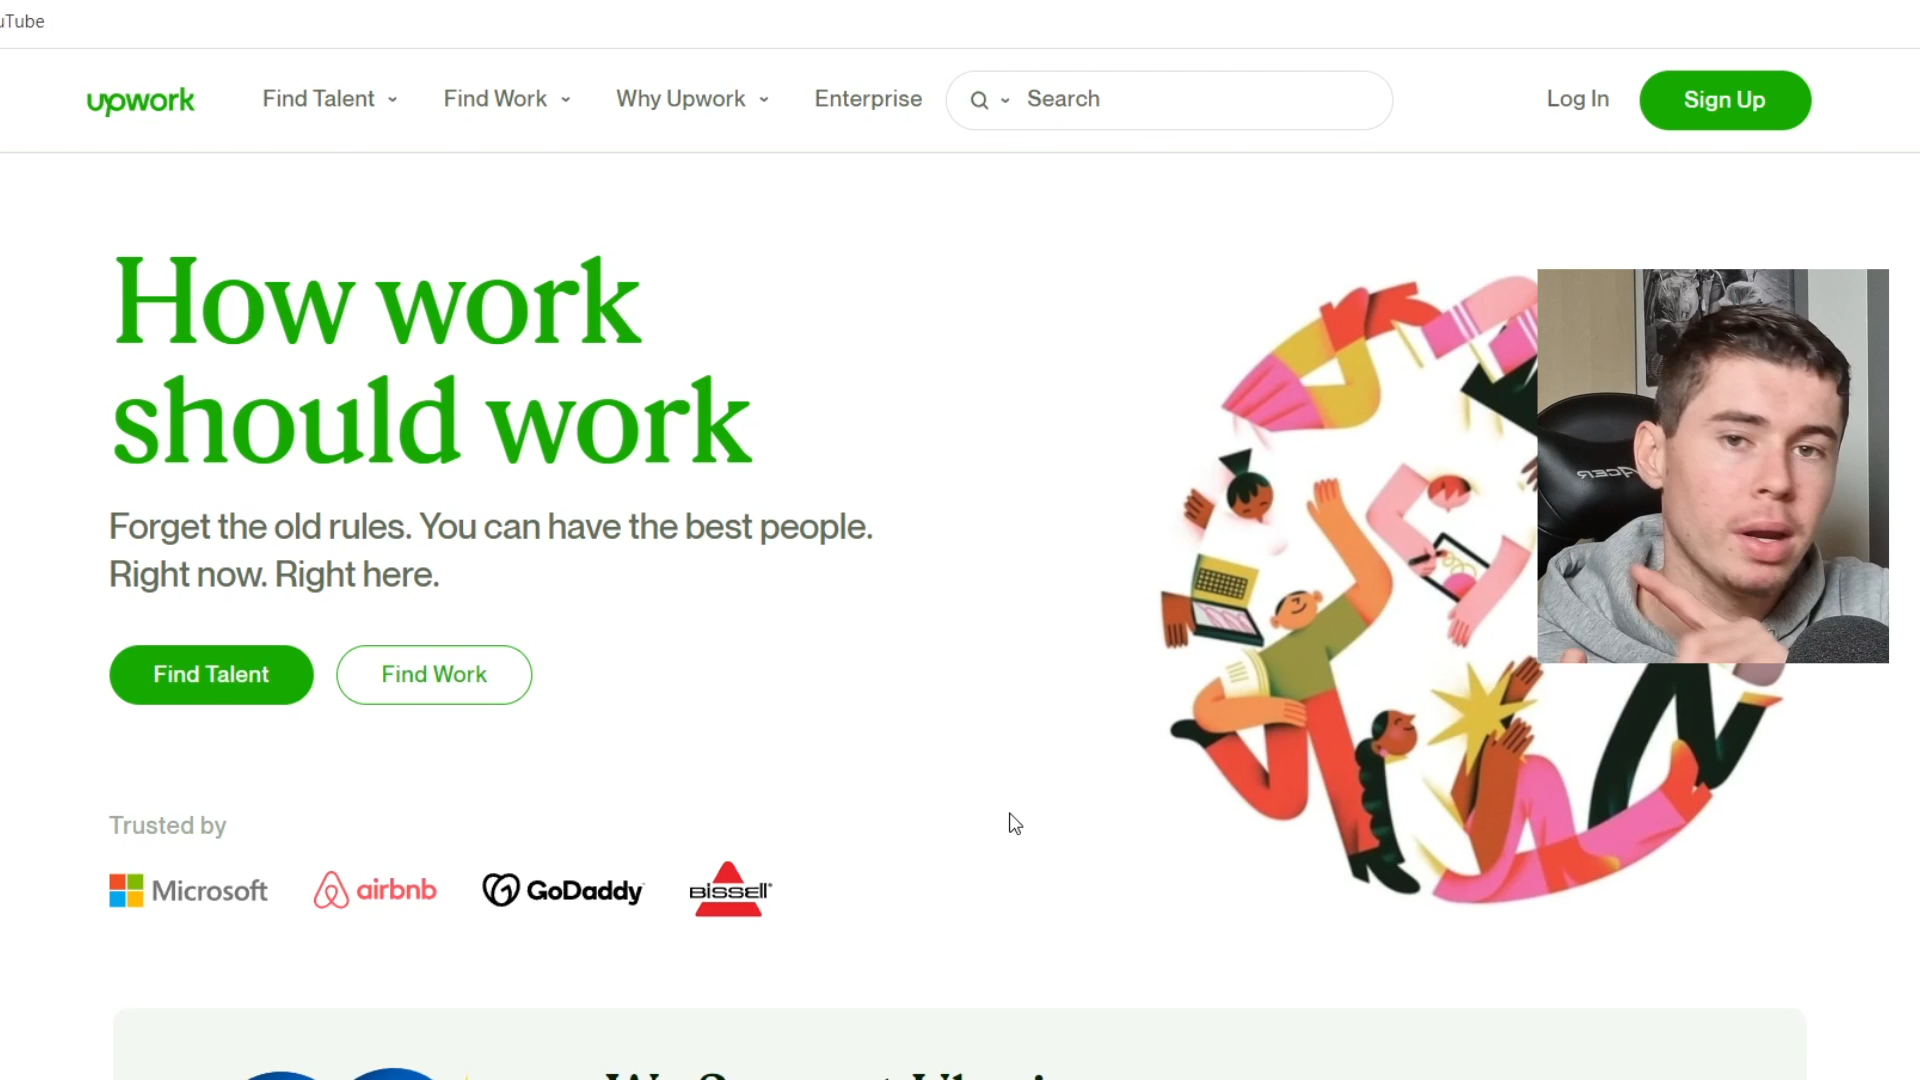 uTube
upwork
Find Talent
Find Work
Why Upwork
Enterprise
Search
Log In
Sign Up
How work
should work
Forget the old rules. You can have the best people.
Right now. Right here.
Find Talent
Find Work
Trusted by
Microsoft
airbnb
GoDaddy
BISSELL
ACER